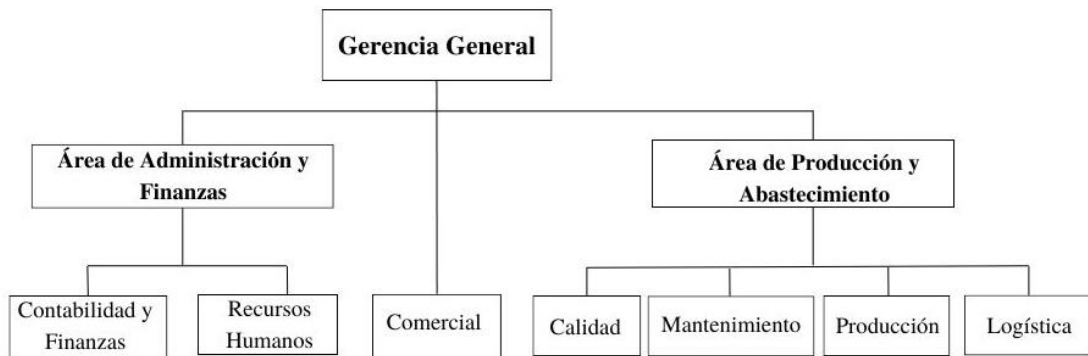 Gerencia General
Área de Administración y
Finanzas
Área de Producción y
Abastecimiento
Contabilidad y
Finanzas
Recursos
Humanos
Comercial
Calidad
Mantenimiento
Producción
Logística